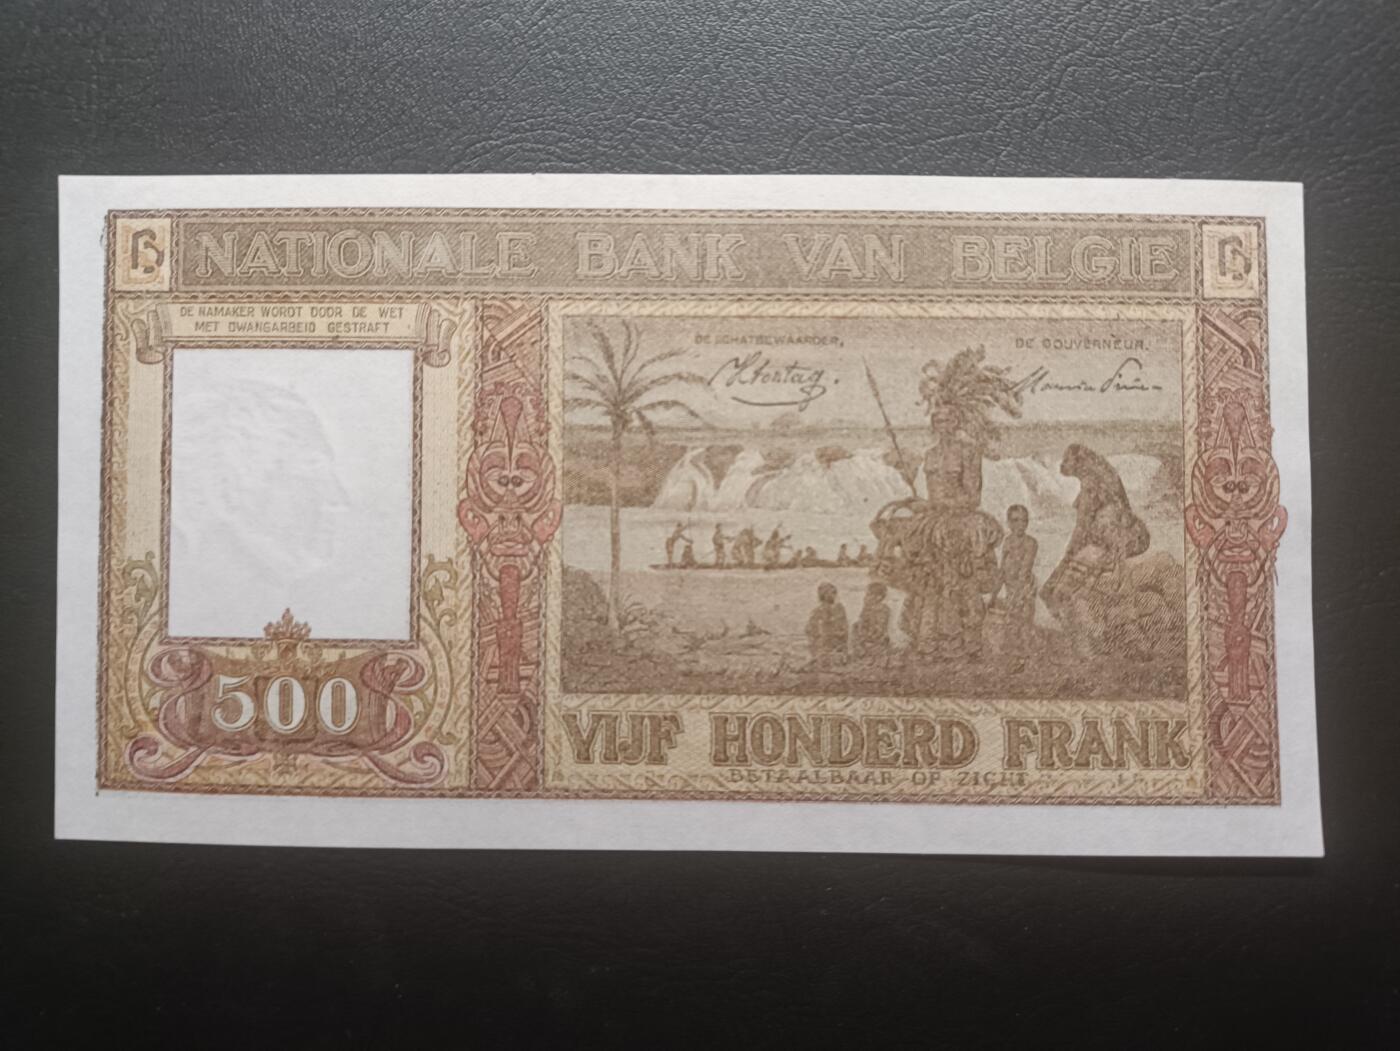 NATIONALE BANK VAN BELGIE
DE NAMAKER WORDT DOOR DE WET
MET DWANGARBEID GESTRAFT
DE SCHATBEWAARDER,
DE GOUVERNEUR,
500
VIJF HONDERD FRANK
BETAALBAAR OP ZICHT